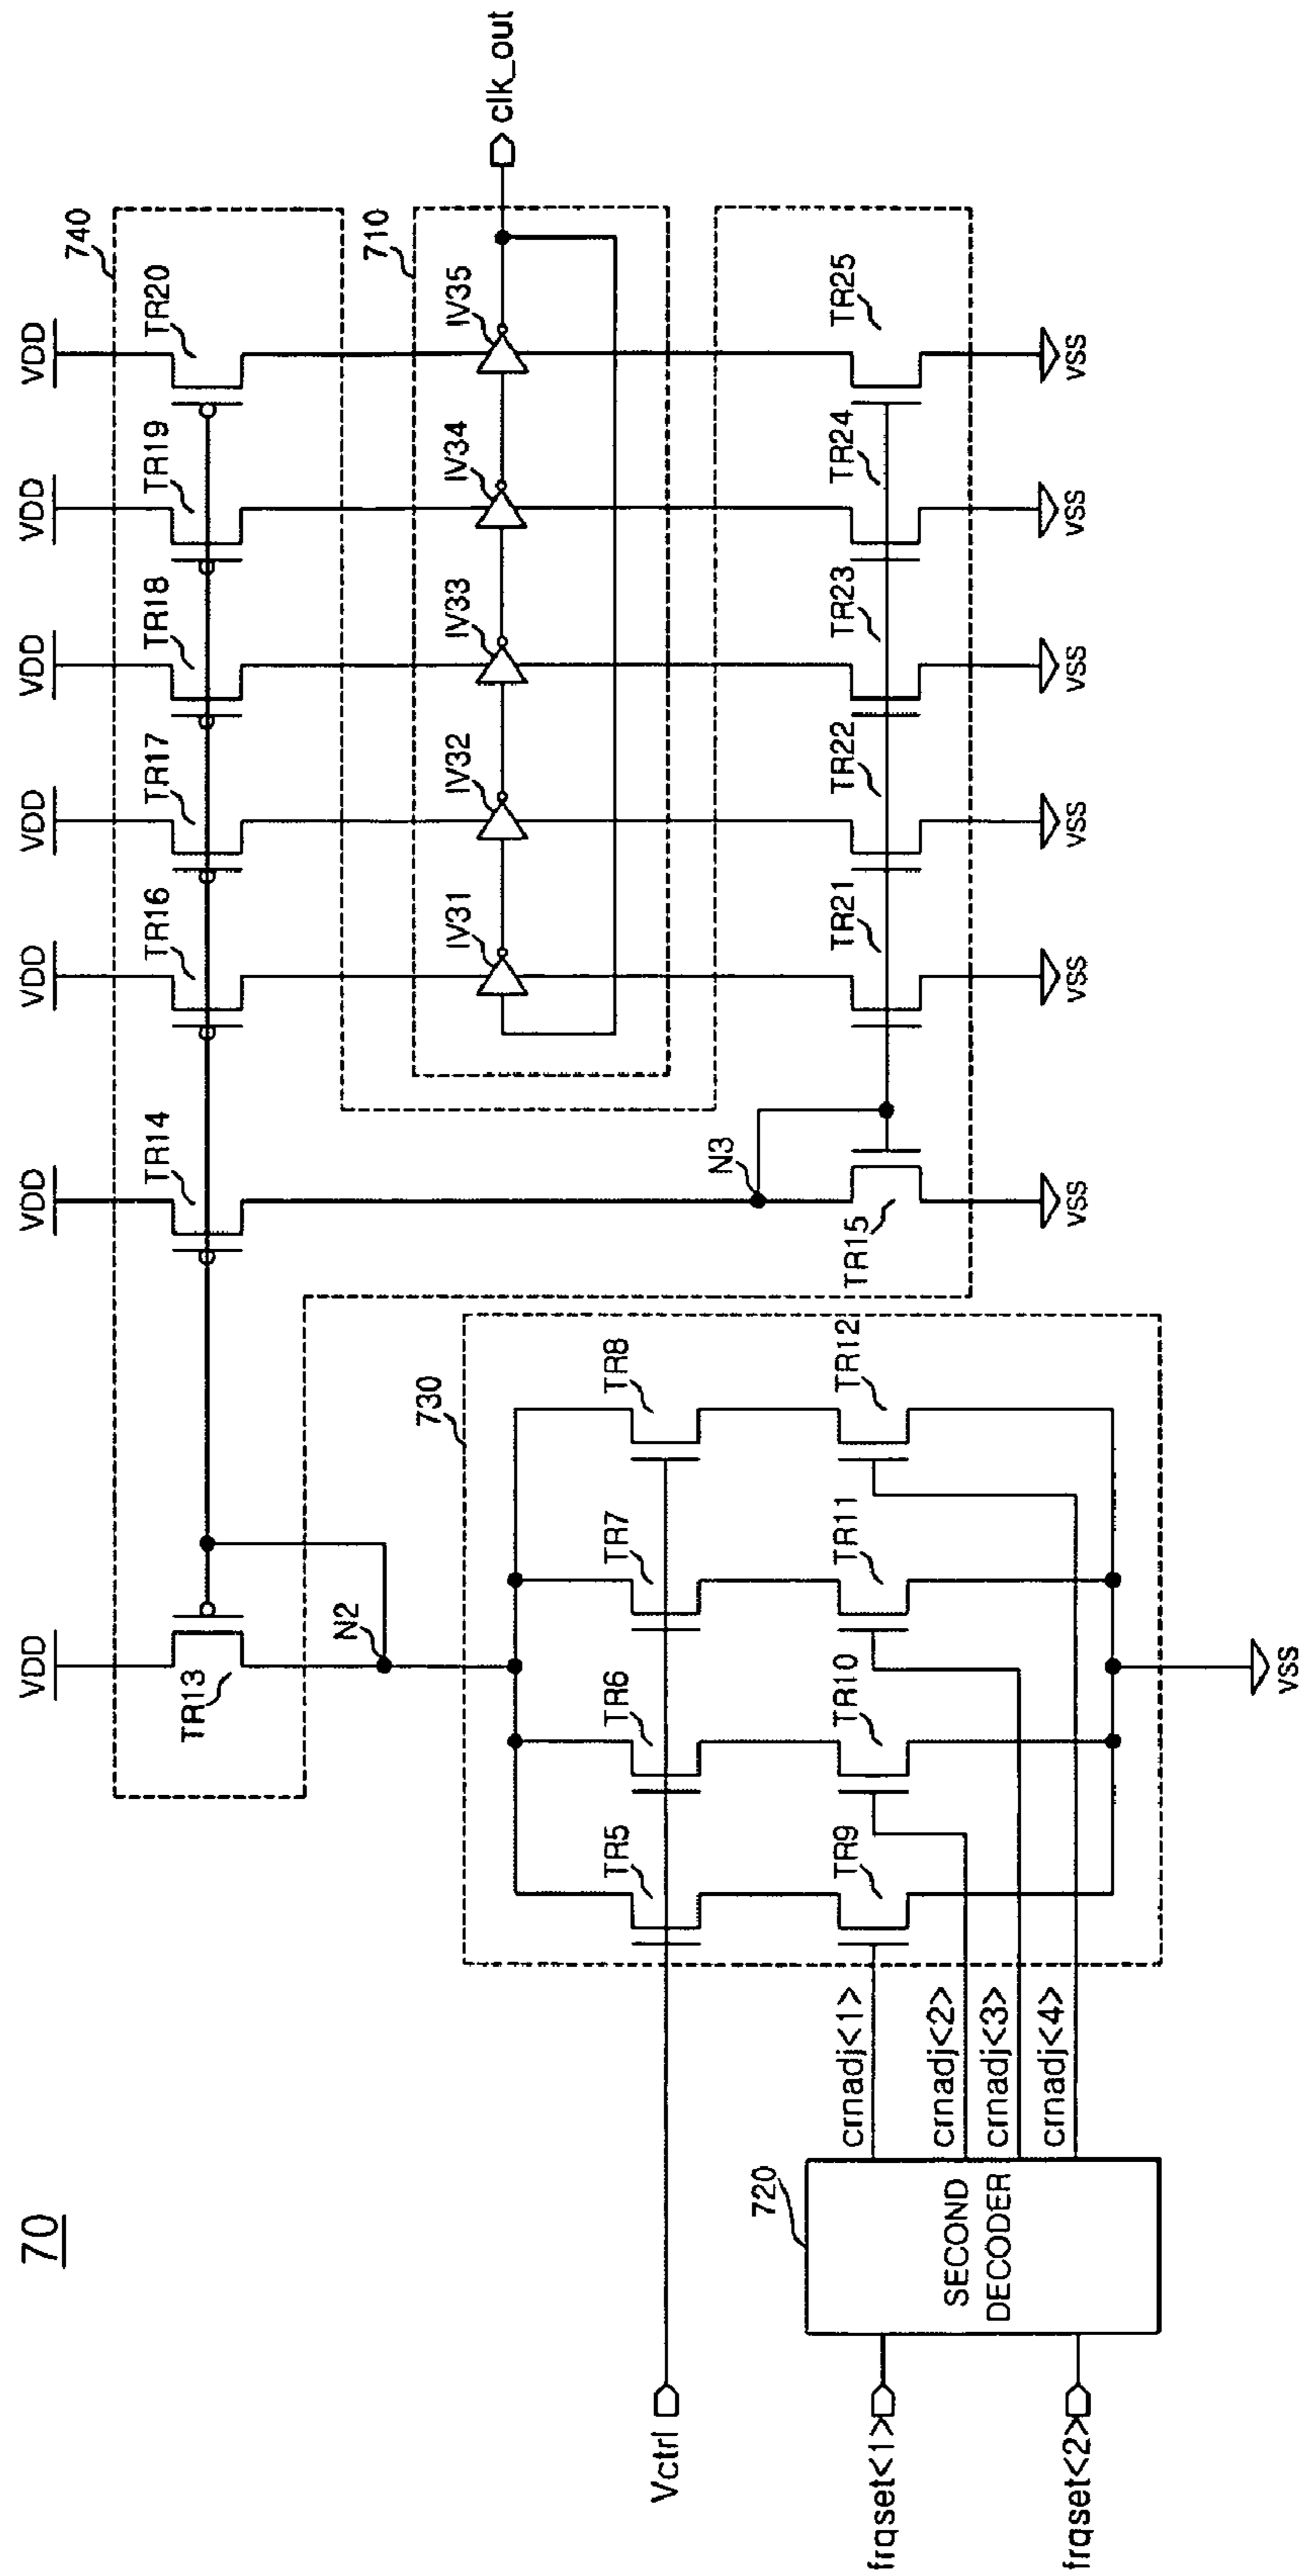 70
VDD
VDD
VDD
VDD
VDD
VDD
VDD
740
TR13
TR14
TR16
TR17
TR18
TR19
TR20
N2
710
730
IV31
IV32
IV33
IV34
IV35
clk_out
TR5
TR6
TR7
TR8
Vctrl
N3
720
TR9
TR10
TR11
TR12
TR15
TR21
TR22
TR23
TR24
TR25
crnadj<1>
frqset<1>
crnadj<2>
crnadj<3>
crnadj<4>
SECOND
DECODER
frqset<2>
VSS
VSS
VSS
VSS
VSS
VSS
VSS